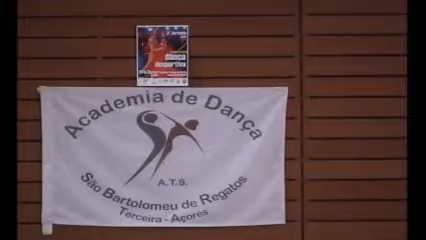 dança
desportiva
Academia de Dança
A.T.S.
São Bartolomeu de Regatos
Terceira - Açores